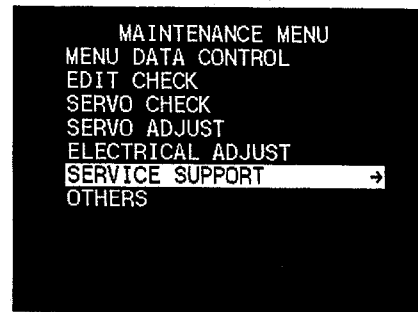 MAINTENANCE MENU
MENU DATA CONTROL
EDIT CHECK
SERVO CHECK
SERVO ADJUST
ELECTRICAL ADJUST
SERVICE SUPPORT →
OTHERS